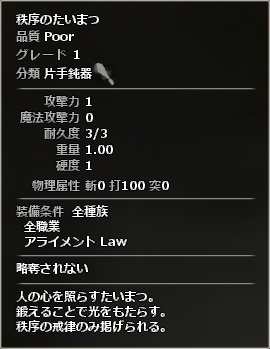 秩序のたいまつ
品質 Poor
グレード 1
分類 片手鈍器
攻撃力 1
魔法攻撃力 0
耐久度 3/3
重量 1.00
硬度 1
物理属性 斬0 打100 突0
装備条件 全種族
全職業
アライメント Law
略奪されない
人の心を照らすたいまつ。
鍛えることで光をもたらす。
秩序の戒律のみ掲げられる。